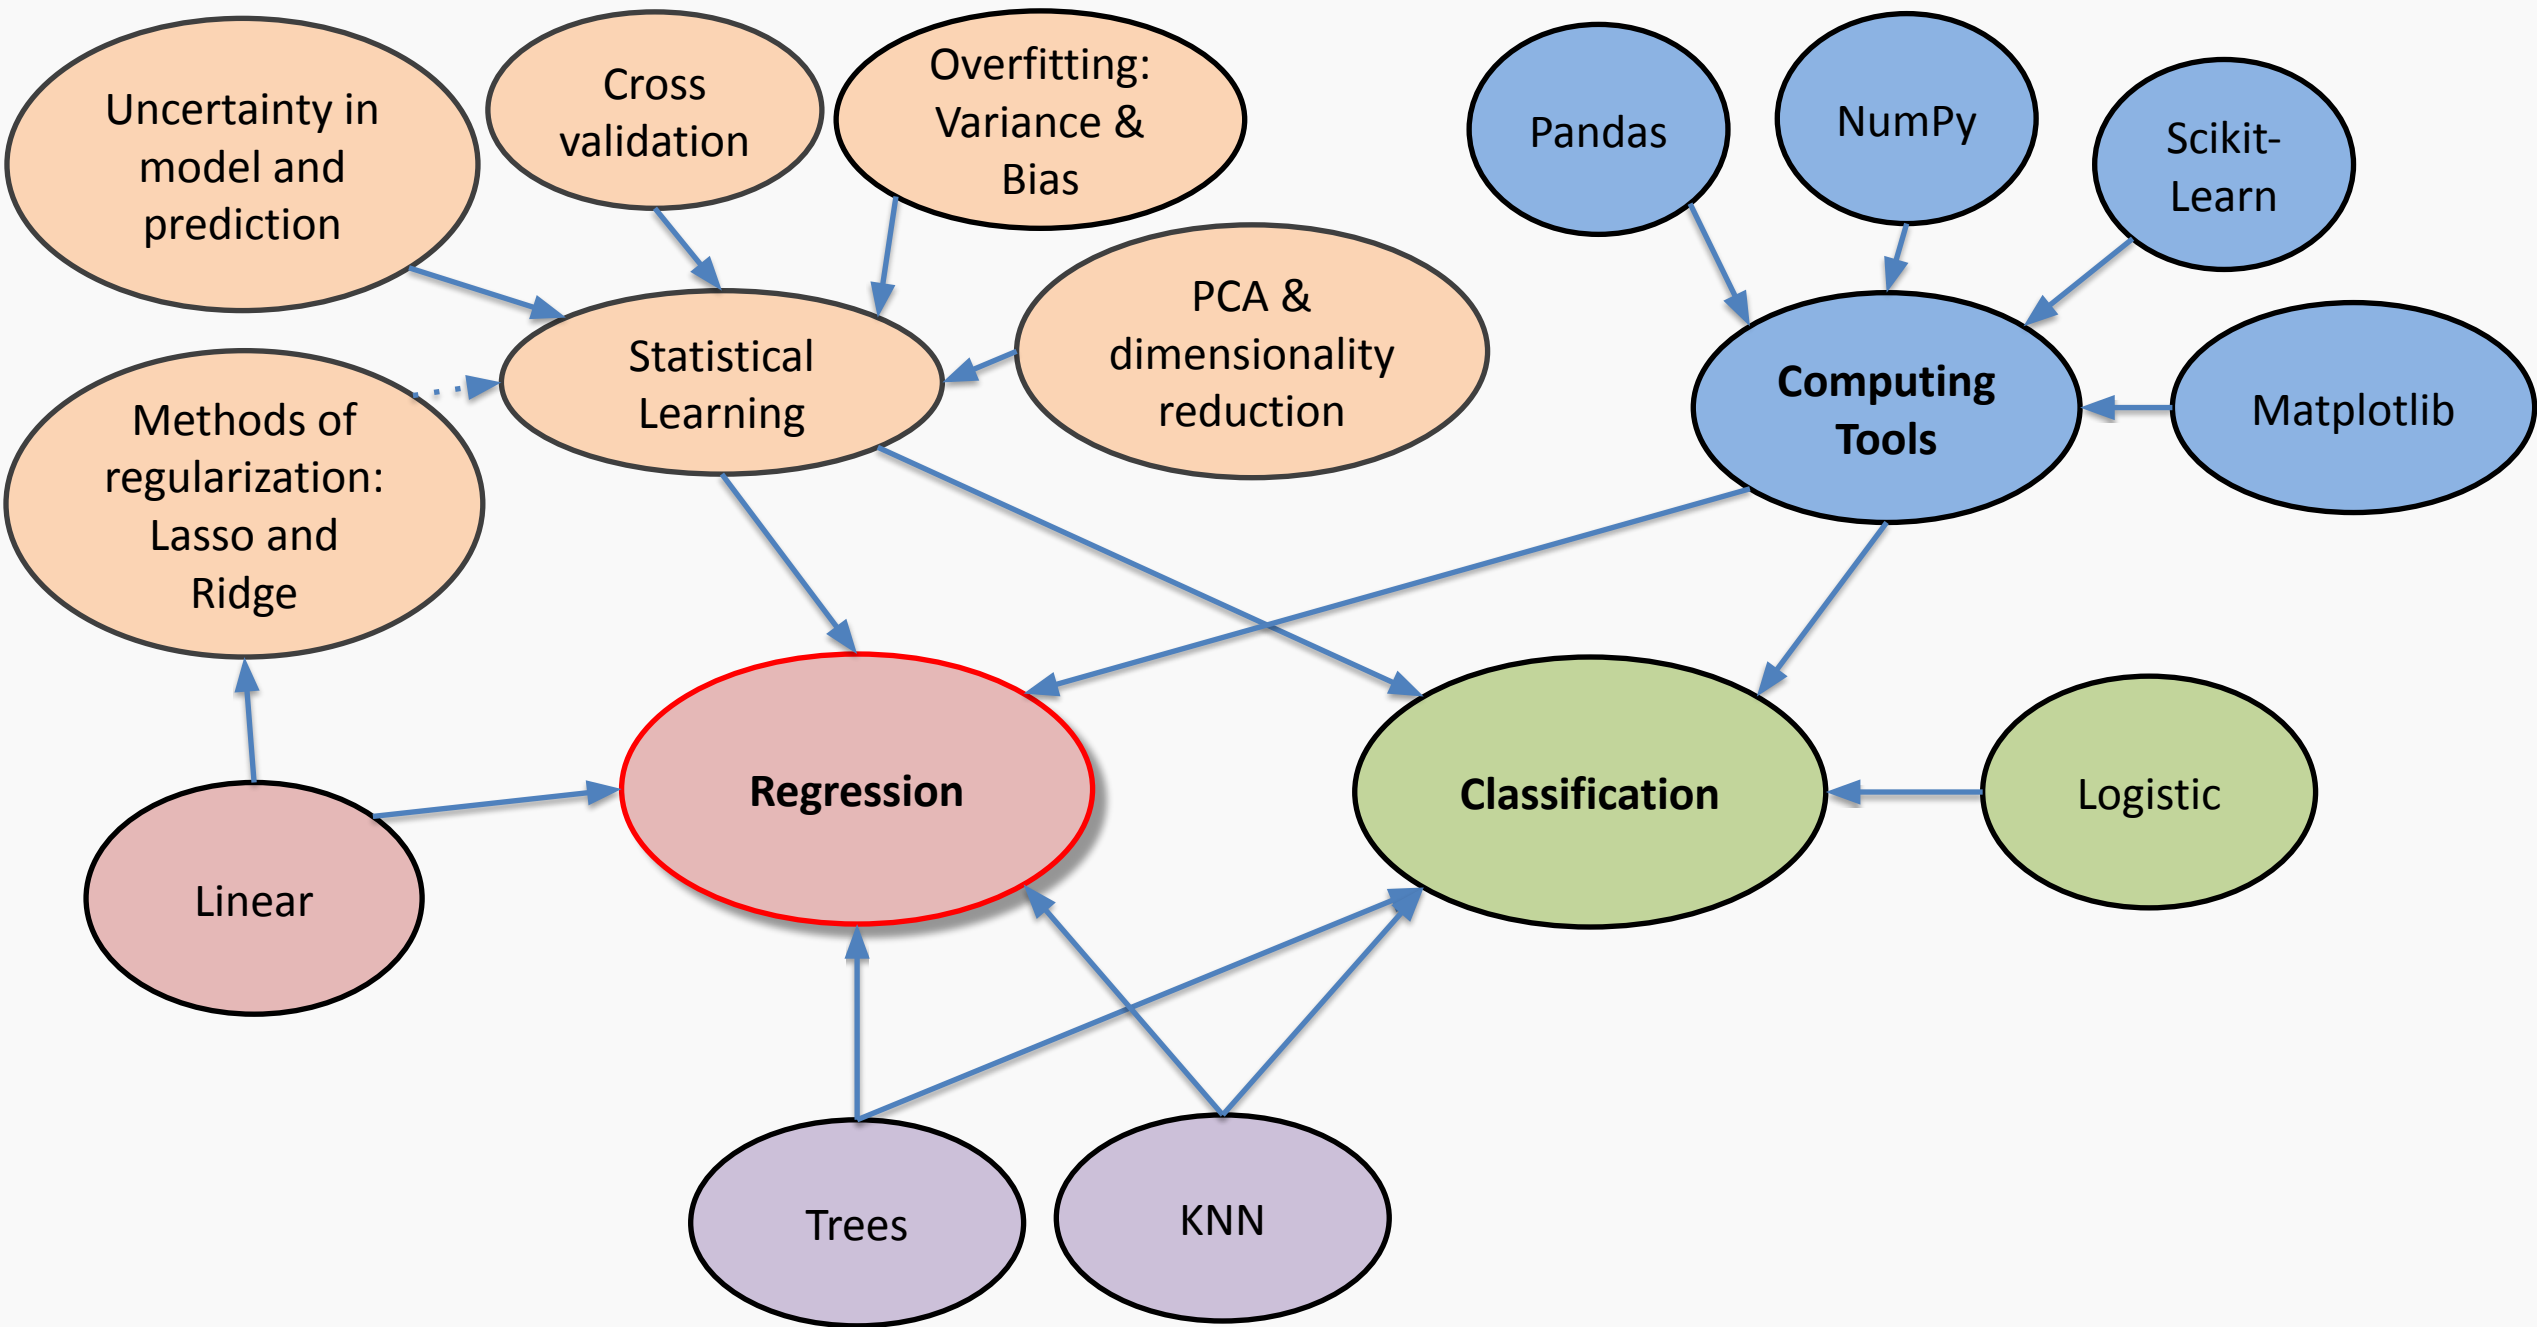 Uncertainty in
model and
prediction
Cross
validation
Overfitting:
Variance &
Bias
Pandas
NumPy
Scikit-
Learn
Methods of
regularization:
Lasso and
Ridge
Statistical
Learning
PCA &
dimensionality
reduction
Computing
Tools
Matplotlib
Linear
Regression
Classification
Logistic
Trees
KNN